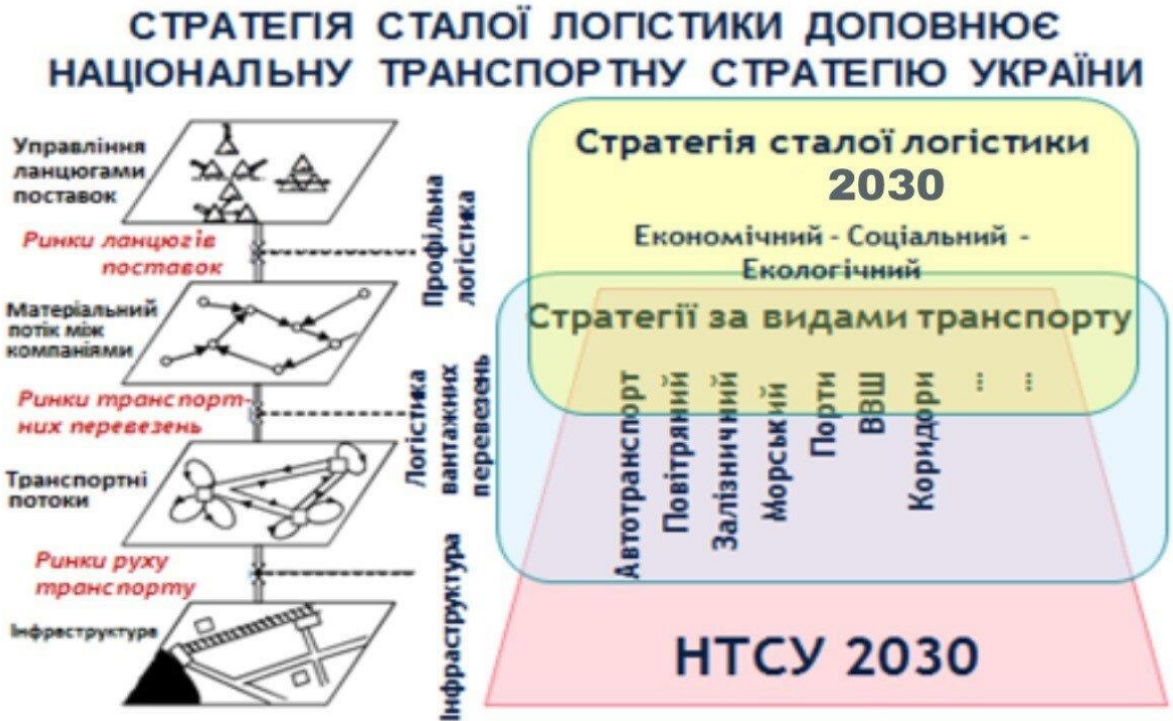 СТРАТЕГІЯ СТАЛОЇ ЛОГІСТИКИ ДОПОВНЮЄ
НАЦІОНАЛЬНУ ТРАНСПОРТНУ СТРАТЕГІЮ УКРАЇНИ
Управління
ланцюгами
поставок
Ринки ланцюгів
поставок
Матеріальний
потік між
компаніями
Ринки транспорт-
них перевезень
Транспортні
потоки
Ринки руху
транспорту
Інфраструктура
Профільна
логістика
Логістика
вантажних
перевезень
Інфраструктура
Стратегія сталої логістики
2030
Економічний - Соціальний -
Екологічний
Стратегії за видами транспорту
Автотранспорт
Повітряний
Залізничний
Морський
Порти
ВВШ
Коридори
...
...
НТСУ 2030